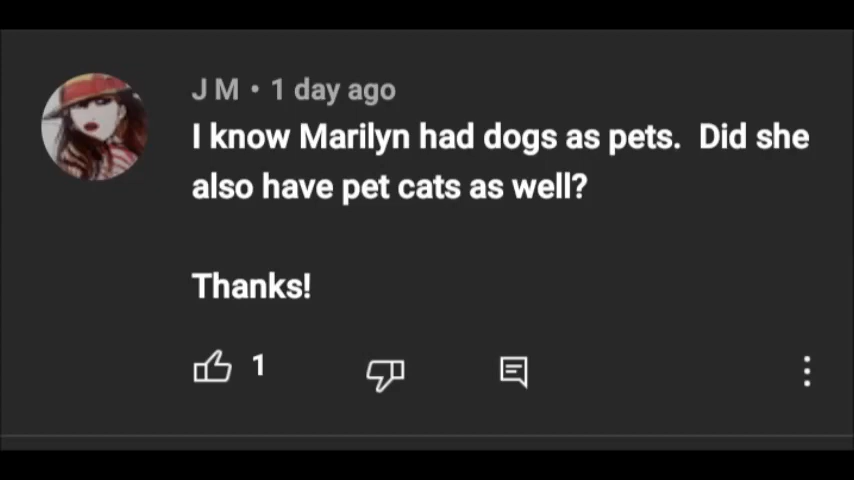 J M • 1 day ago
I know Marilyn had dogs as pets.  Did she
also have pet cats as well?
Thanks!
1